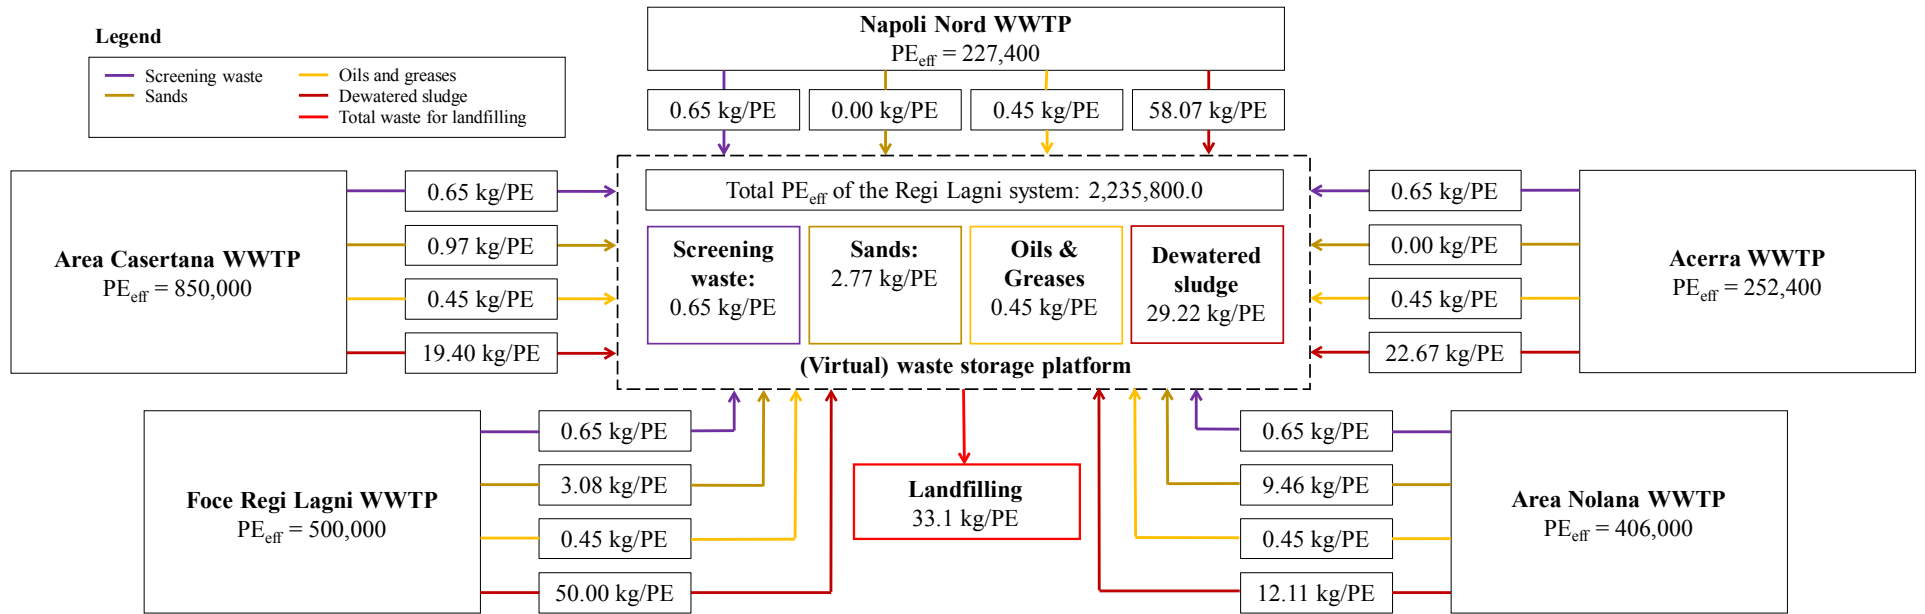 Legend
Screening waste
Sands
Oils and greases
Dewatered sludge
Total waste for landfilling
Napoli Nord WWTP
PEeff = 227,400
0.65 kg/PE
0.00 kg/PE
0.45 kg/PE
58.07 kg/PE
Area Casertana WWTP
PEeff = 850,000
0.65 kg/PE
0.97 kg/PE
0.45 kg/PE
19.40 kg/PE
Total PEeff of the Regi Lagni system: 2,235,800.0
Screening
waste:
0.65 kg/PE
Sands:
2.77 kg/PE
Oils &
Greases
0.45 kg/PE
Dewatered
sludge
29.22 kg/PE
(Virtual) waste storage platform
0.65 kg/PE
0.00 kg/PE
0.45 kg/PE
22.67 kg/PE
Acerra WWTP
PEeff = 252,400
Foce Regi Lagni WWTP
PEeff = 500,000
0.65 kg/PE
3.08 kg/PE
0.45 kg/PE
50.00 kg/PE
Landfilling
33.1 kg/PE
0.65 kg/PE
9.46 kg/PE
0.45 kg/PE
12.11 kg/PE
Area Nolana WWTP
PEeff = 406,000